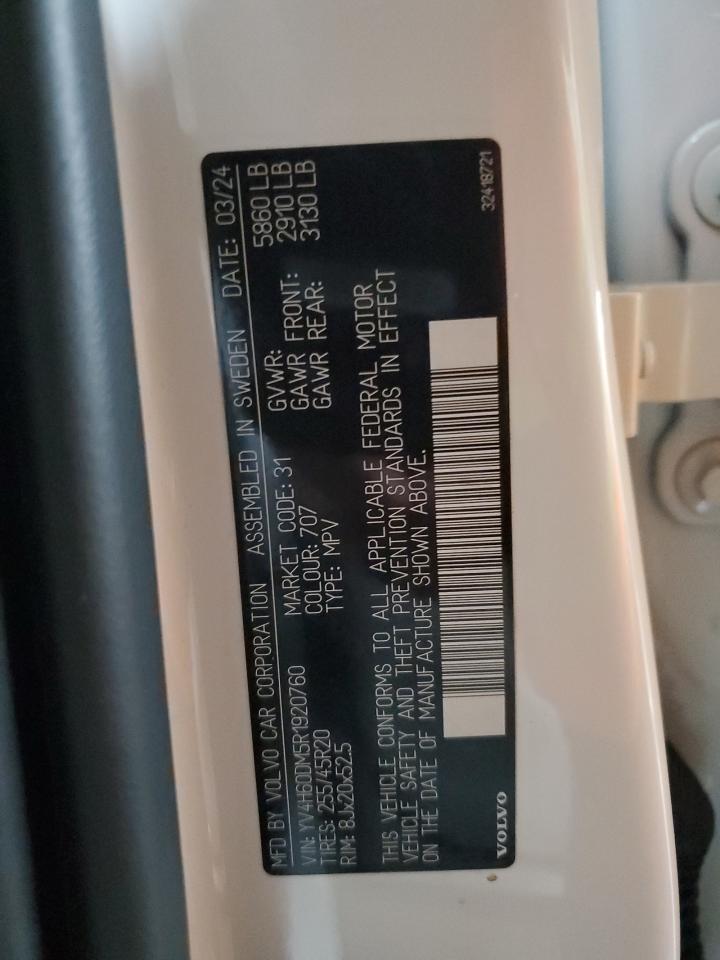 MFD BY VOLVO CAR CORPORATION ASSEMBLED IN SWEDEN DATE: 03/24
VIN: YV4H60DM5R1920760 MARKET CODE: 31 GVWR: 5860 LB
TIRES: 255/45R20 COLOUR: 707 GAWR FRONT: 2910 LB
RIM: 8Jx20x52.5 TYPE: MPV GAWR REAR: 3130 LB
THIS VEHICLE CONFORMS TO ALL APPLICABLE FEDERAL MOTOR
VEHICLE SAFETY AND THEFT PREVENTION STANDARDS IN EFFECT
ON THE DATE OF MANUFACTURE SHOWN ABOVE.
VOLVO 32418721